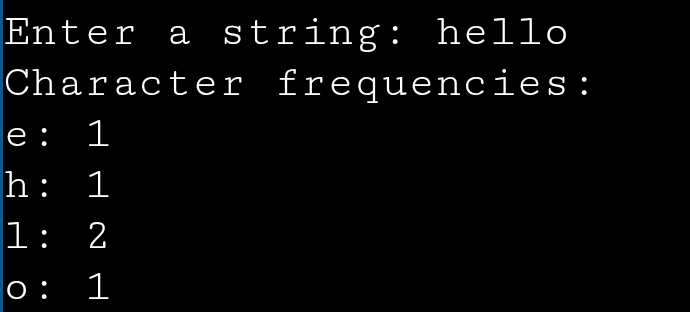 Enter a string: hello
Character frequencies:
e: 1
h: 1
l: 2
o: 1